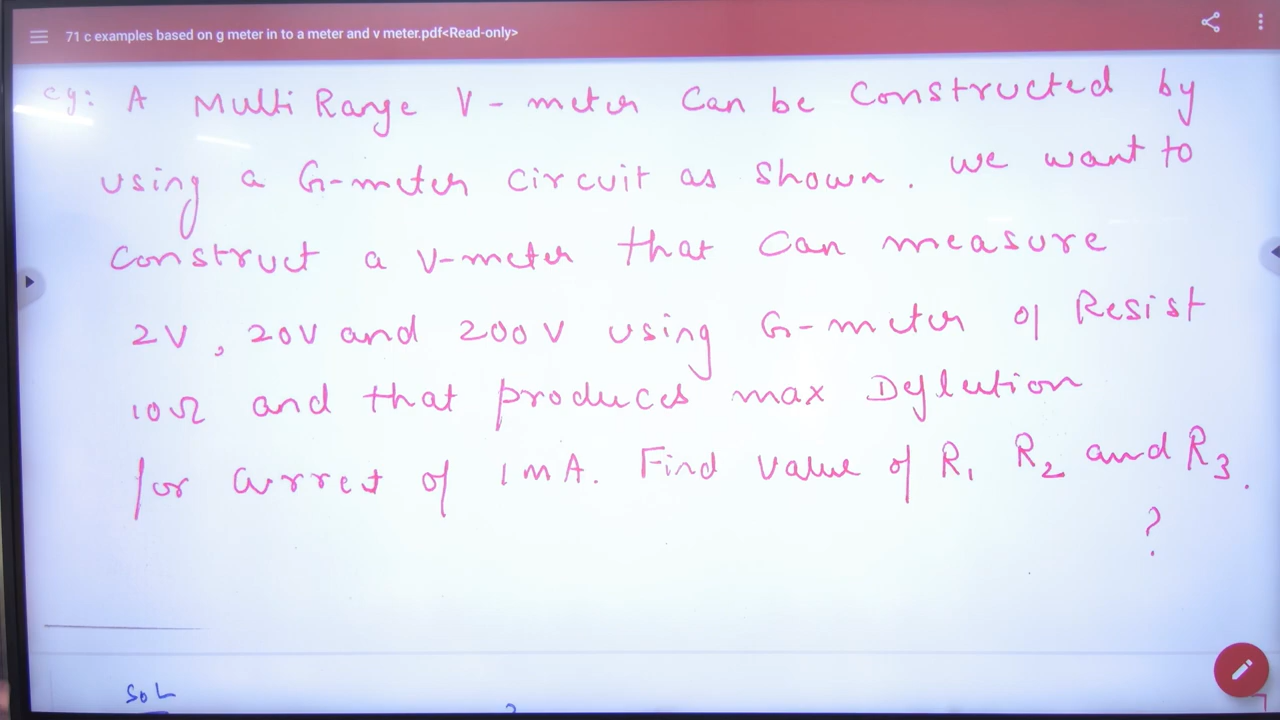 71 c examples based on g meter in to a meter and v meter.pdf<Read-only>
eg: A Multi Range V-meter Can be Constructed by
using a G-meter circuit as shown. we want to
construct a v-meter that Can measure
2V, 20V and 200V using G-meter of Resist
10Ω and that produces max Deflection
for currect of 1mA. Find value of R1 R2 and R3.
?
Sol